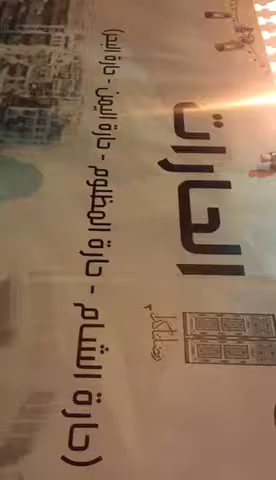 الحارات
(حارة الشام - حارة المظلوم - حارة اليمن - حارة البحر)